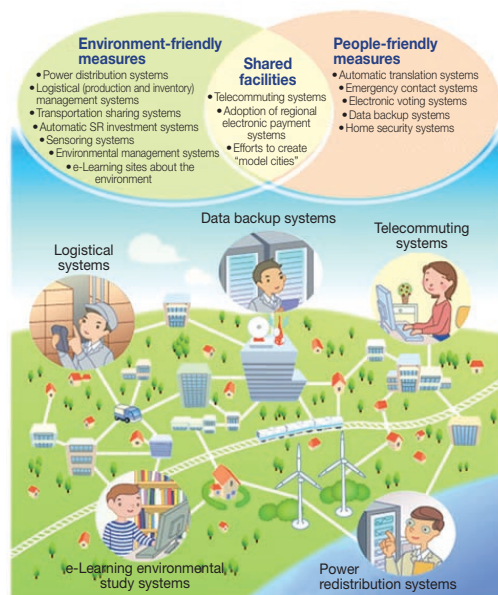 Environment-friendly
measures
• Power distribution systems
• Logistical (production and inventory)
management systems
• Transportation sharing systems
• Automatic SR investment systems
• Sensoring systems
• Environmental management systems
• e-Learning sites about the
environment
Shared
facilities
• Telecommuting systems
• Adoption of regional
electronic payment
systems
• Efforts to create
“model cities”
People-friendly
measures
• Automatic translation systems
• Emergency contact systems
• Electronic voting systems
• Data backup systems
• Home security systems
Data backup systems
Telecommuting
systems
Logistical
systems
e-Learning environmental
study systems
Power
redistribution systems